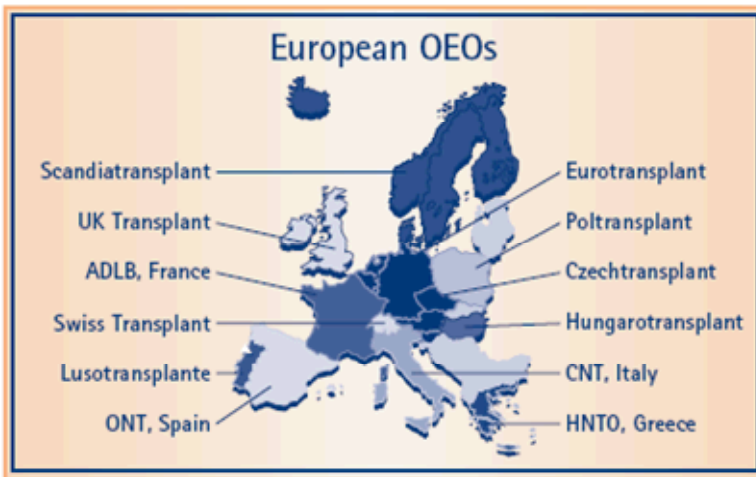 European OEOs
Scandiatransplant
UK Transplant
ADLB, France
Swiss Transplant
Lusotransplante
ONT, Spain
Eurotransplant
Poltransplant
Czechtransplant
Hungarotransplant
CNT, Italy
HNTO, Greece